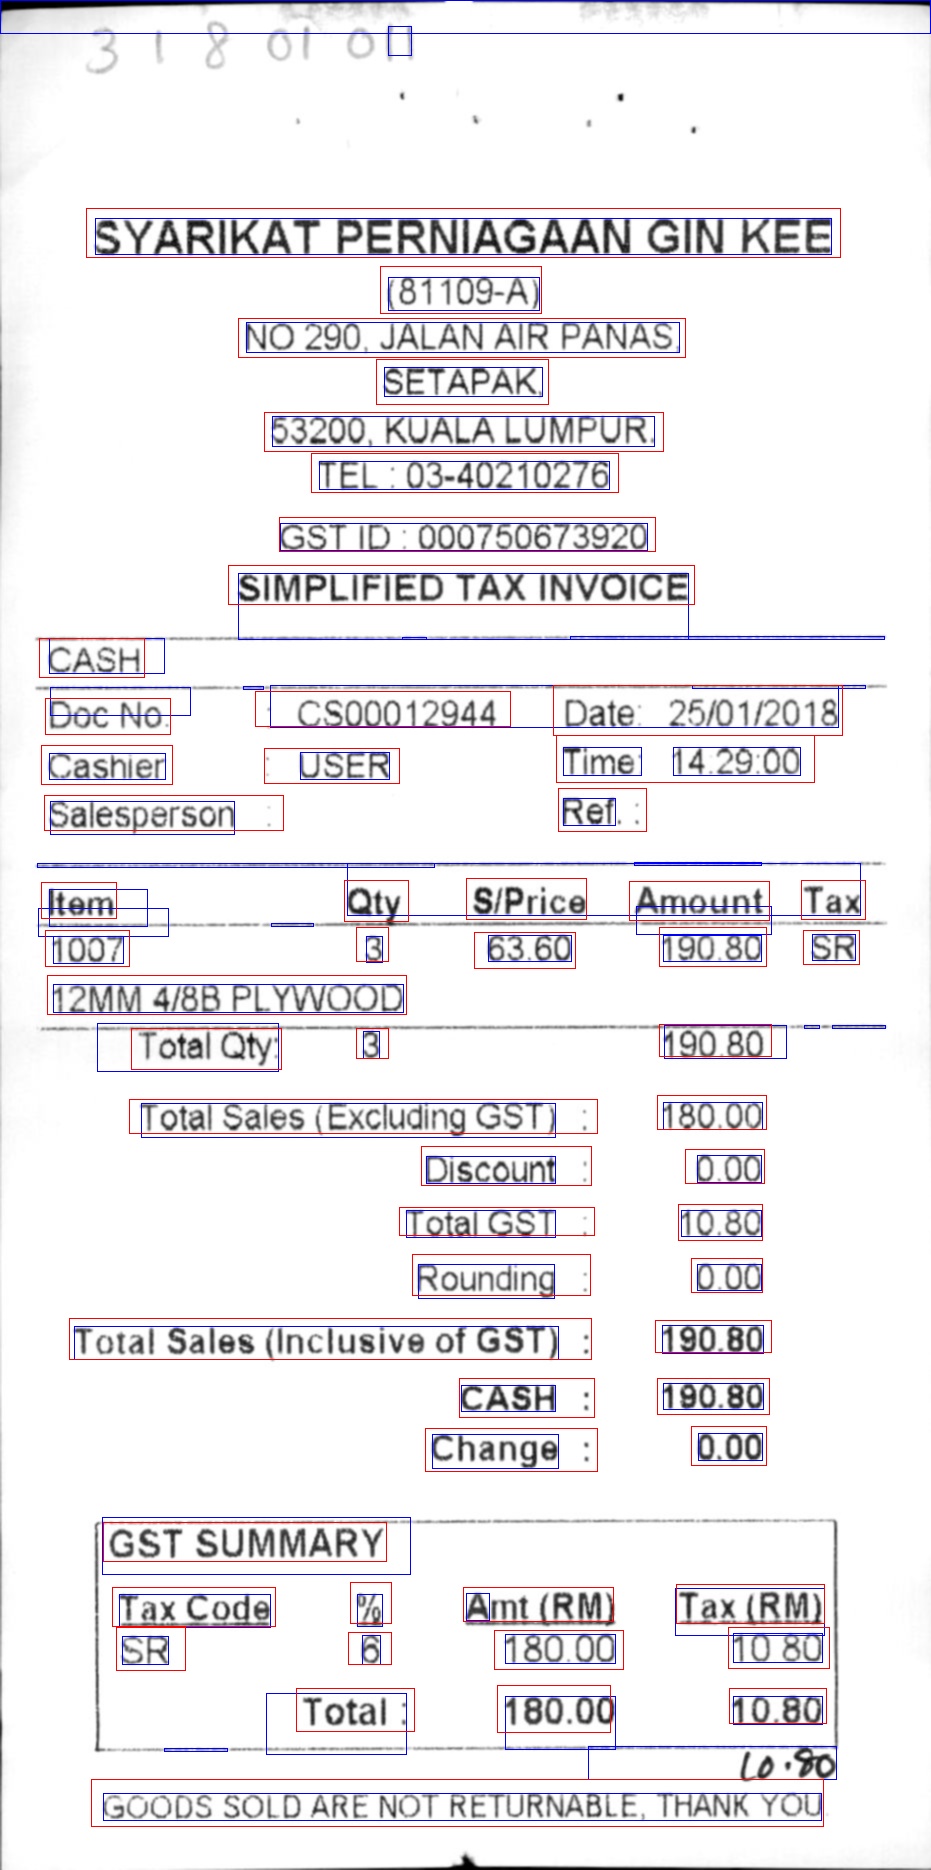 3 1 8 01 0
SYARIKAT PERNIAGAAN GIN KEE
(81109-A)
NO 290, JALAN AIR PANAS,
SETAPAK,
53200, KUALA LUMPUR.
TEL : 03-40210276
GST ID : 000750673920
SIMPLIFIED TAX INVOICE
CASH
Doc No. : CS00012944 Date: 25/01/2018
Cashier : USER Time: 14:29:00
Salesperson : Ref. :
Item Qty S/Price Amount Tax
1007 3 63.60 190.80 SR
12MM 4/8B PLYWOOD
Total Qty: 3 190.80
Total Sales (Excluding GST) : 180.00
Discount : 0.00
Total GST : 10.80
Rounding : 0.00
Total Sales (Inclusive of GST) : 190.80
CASH : 190.80
Change : 0.00
GST SUMMARY
Tax Code % Amt (RM) Tax (RM)
SR 6 180.00 10.80
Total : 180.00 10.80
10.80
GOODS SOLD ARE NOT RETURNABLE, THANK YOU